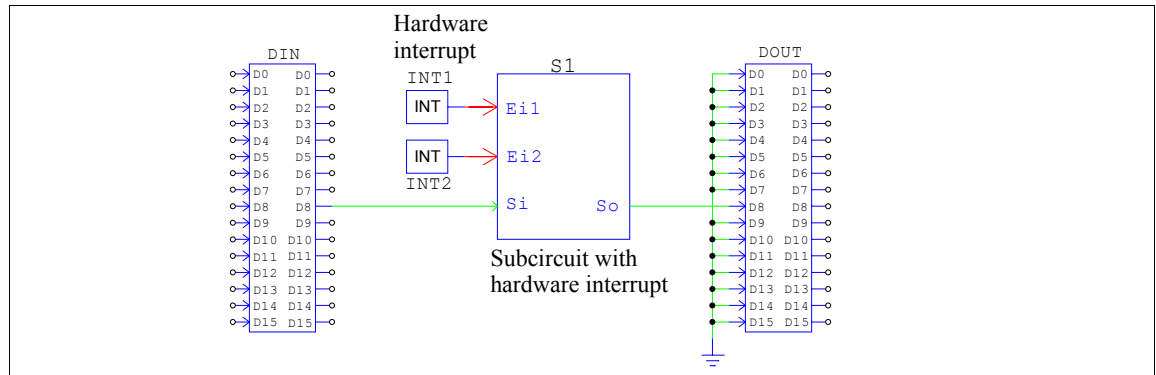 Hardware
interrupt
DIN
D0 D0
D1 D1
D2 D2
D3 D3
D4 D4
D5 D5
D6 D6
D7 D7
D8 D8
D9 D9
D10 D10
D11 D11
D12 D12
D13 D13
D14 D14
D15 D15
INT1
INT
INT
INT2
S1
Ei1
Ei2
Si So
Subcircuit with
hardware interrupt
DOUT
D0 D0
D1 D1
D2 D2
D3 D3
D4 D4
D5 D5
D6 D6
D7 D7
D8 D8
D9 D9
D10 D10
D11 D11
D12 D12
D13 D13
D14 D14
D15 D15